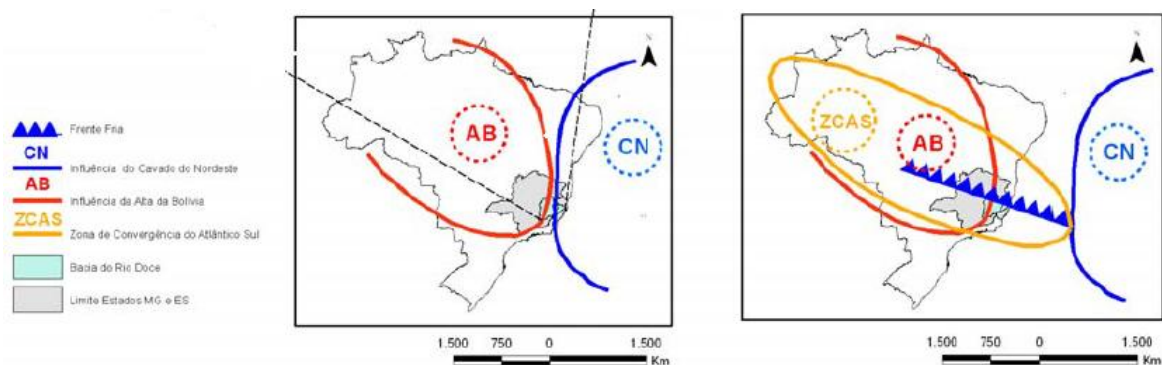 Frente Fria
CN
Influência do Cavado do Nordeste
AB
Influência da Alta da Bolívia
ZCAS
Zona de Convergência do Atlântico Sul
Bacia do Rio Doce
Limite Estados MG e ES
N
AB
CN
1.500 750 0 1.500
Km
N
ZCAS
AB
CN
1.500 750 0 1.500
Km